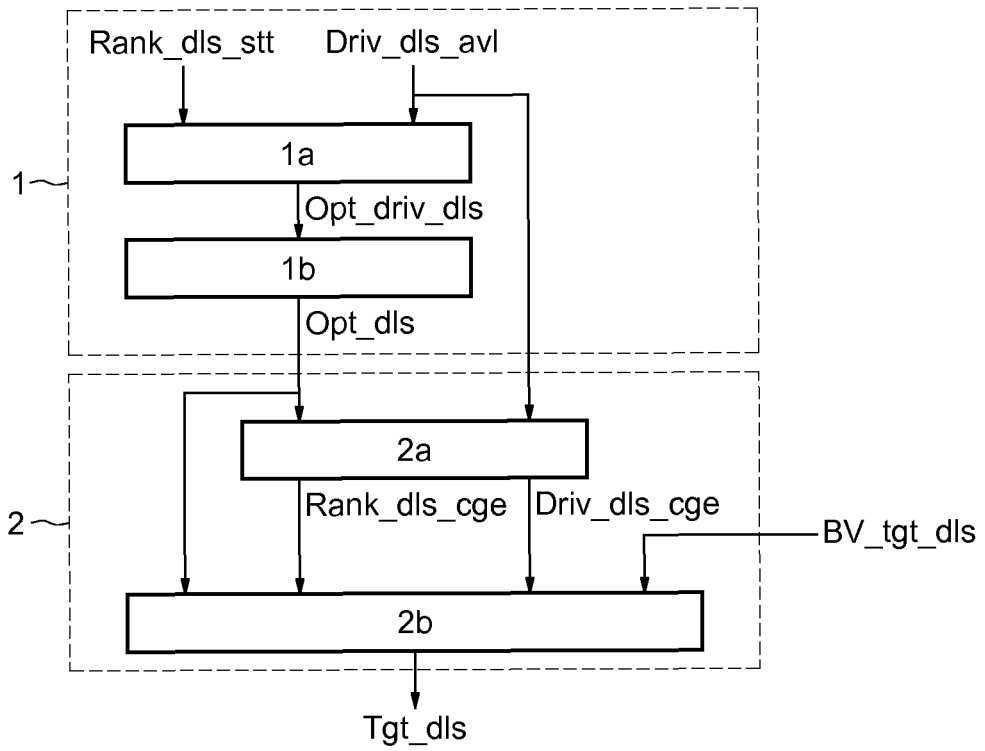 Rank_dls_stt Driv_dls_avl
1a
1
Opt_driv_dls
1b
Opt_dls
2a
Rank_dls_cge Driv_dls_cge
2
BV_tgt_dls
2b
Tgt_dls